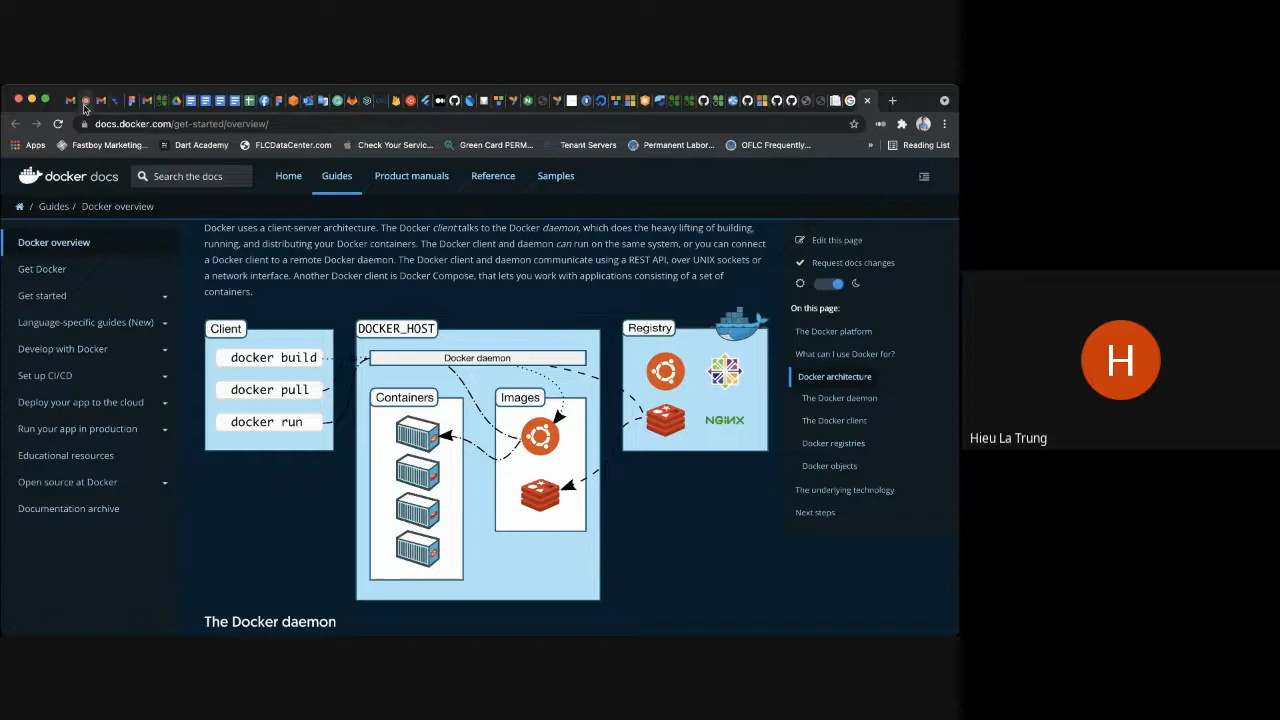 docs.docker.com/get-started/overview/
Apps
Fastboy Marketing...
Dart Academy
FLCDataCenter.com
Check Your Servic...
Green Card PERM...
Tenant Servers
Permanent Labor...
OFLC Frequently...
»
Reading List
docker docs
Search the docs
Home
Guides
Product manuals
Reference
Samples
Guides / Docker overview
Docker overview
Get Docker
Get started
Language-specific guides (New)
Develop with Docker
Set up CI/CD
Deploy your app to the cloud
Run your app in production
Educational resources
Open source at Docker
Documentation archive
Docker uses a client-server architecture. The Docker client talks to the Docker daemon, which does the heavy lifting of building,
running, and distributing your Docker containers. The Docker client and daemon can run on the same system, or you can connect
a Docker client to a remote Docker daemon. The Docker client and daemon communicate using a REST API, over UNIX sockets or
a network interface. Another Docker client is Docker Compose, that lets you work with applications consisting of a set of
containers.
Client
docker build
docker pull
docker run
DOCKER_HOST
Docker daemon
Containers
Images
Registry
NGINX
The Docker daemon
Edit this page
Request docs changes
On this page:
The Docker platform
What can I use Docker for?
Docker architecture
The Docker daemon
The Docker client
Docker registries
Docker objects
The underlying technology
Next steps
H
Hieu La Trung